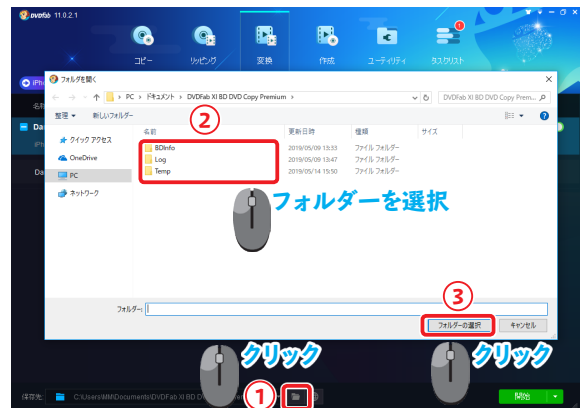 DVDFab 11.0.2.1
コピー リッピング 変換 作成 ユーティリティ タスクリスト
フォルダを開く
PC › ドキュメント › DVDFab XI BD DVD Copy Premium ›
DVDFab XI BD DVD Copy Prem...
整理 新しいフォルダー
②
名前 更新日時 種類 サイズ
クイック アクセス
OneDrive
PC
ネットワーク
BDInfo 2019/05/09 13:33 ファイル フォルダー
Log 2019/05/09 13:47 ファイル フォルダー
Temp 2019/05/14 15:50 ファイル フォルダー
フォルダーを選択
③
フォルダー:
フォルダーの選択 キャンセル
クリック クリック
①
保存先: C:\Users\MM\Documents\DVDFab XI BD D
開始